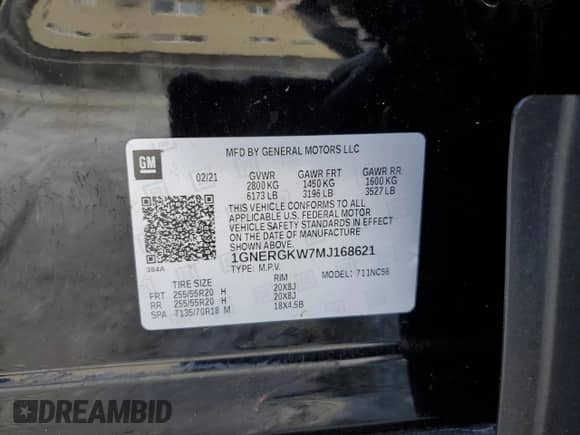 MFD BY GENERAL MOTORS LLC
GM
02/21 GVWR GAWR FRT GAWR RR
2800 KG 1450 KG 1600 KG
6173 LB 3196 LB 3527 LB
THIS VEHICLE CONFORMS TO ALL
APPLICABLE U.S. FEDERAL MOTOR
VEHICLE SAFETY STANDARDS IN EFFECT
ON THE DATE OF MANUFACTURE
SHOWN ABOVE.
1GNERGKW7MJ168621
TYPE: M.P.V. MODEL: 711NC56
384A
TIRE SIZE RIM
FRT 255/55R20 H 20X8J
RR 255/55R20 H 20X8J
SPA T135/70R18 M 18X4.5B
DREAMBID